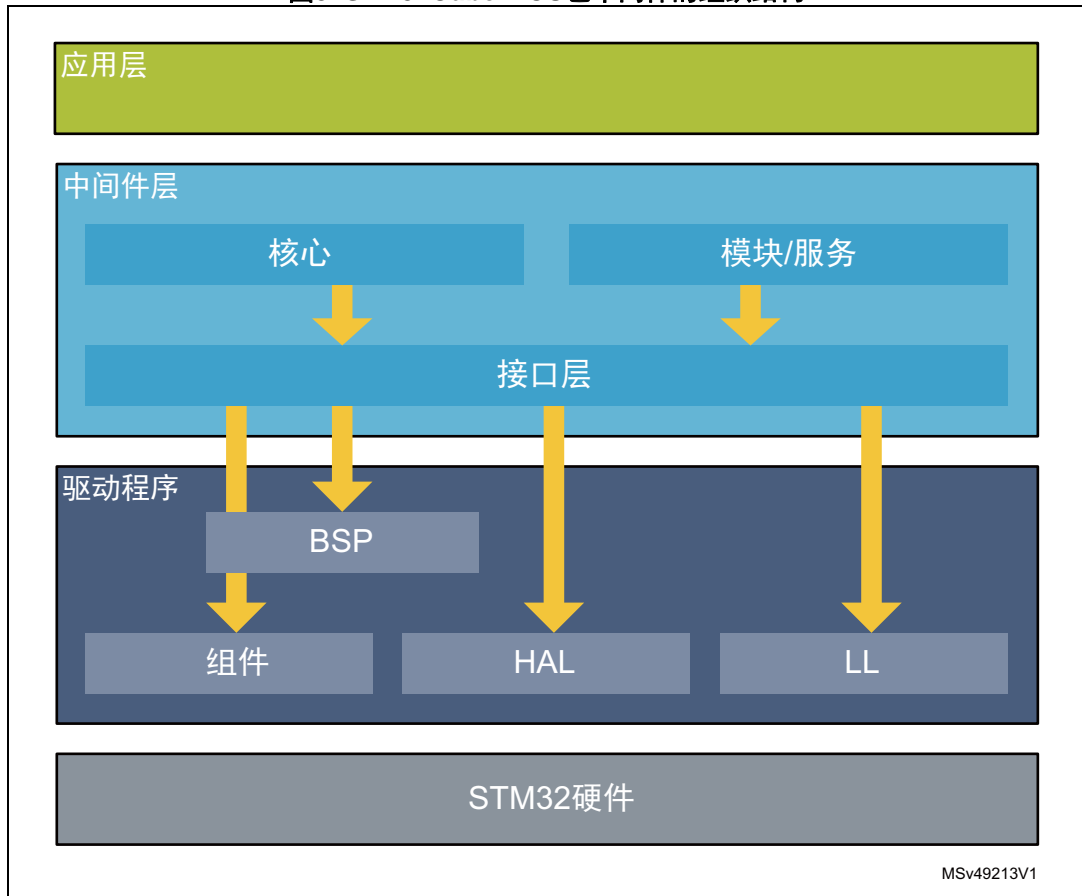 应用层
中间件层
核心
模块/服务
接口层
驱动程序
BSP
组件
HAL
LL
STM32硬件
MSv49213V1